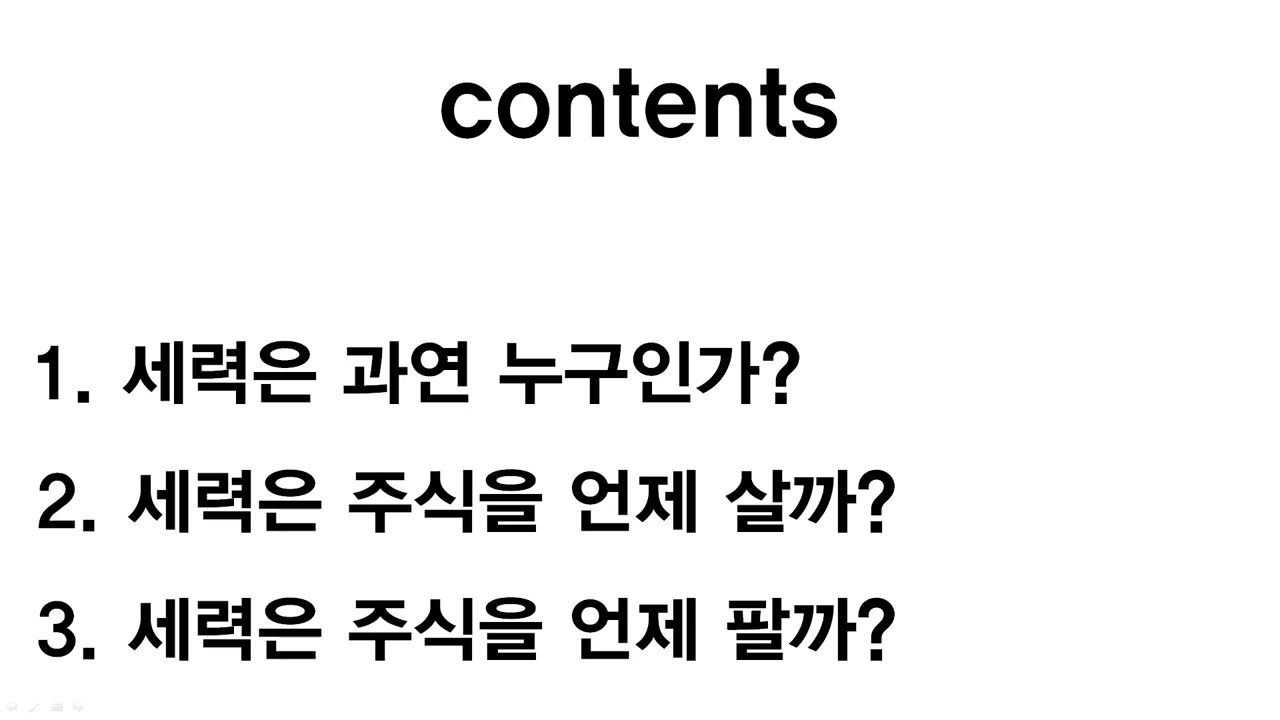 contents
1. 세력은 과연 누구인가?
2. 세력은 주식을 언제 살까?
3. 세력은 주식을 언제 팔까?